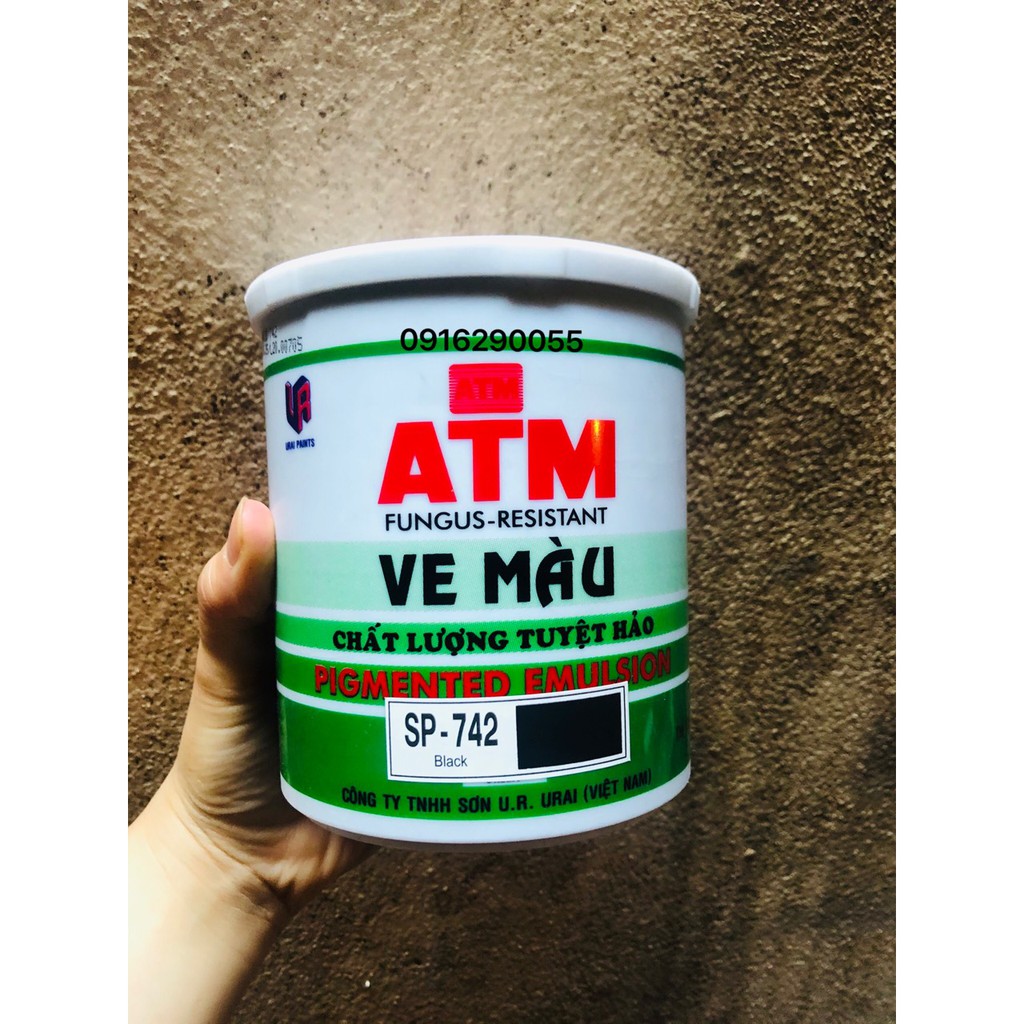 0916290055
ATM
UR
URAI PAINTS
ATM
FUNGUS-RESISTANT
VE MÀU
CHẤT LƯỢNG TUYỆT HẢO
PIGMENTED EMULSION
SP-742
Black
CÔNG TY TNHH SƠN U.R. URAI (VIỆT NAM)